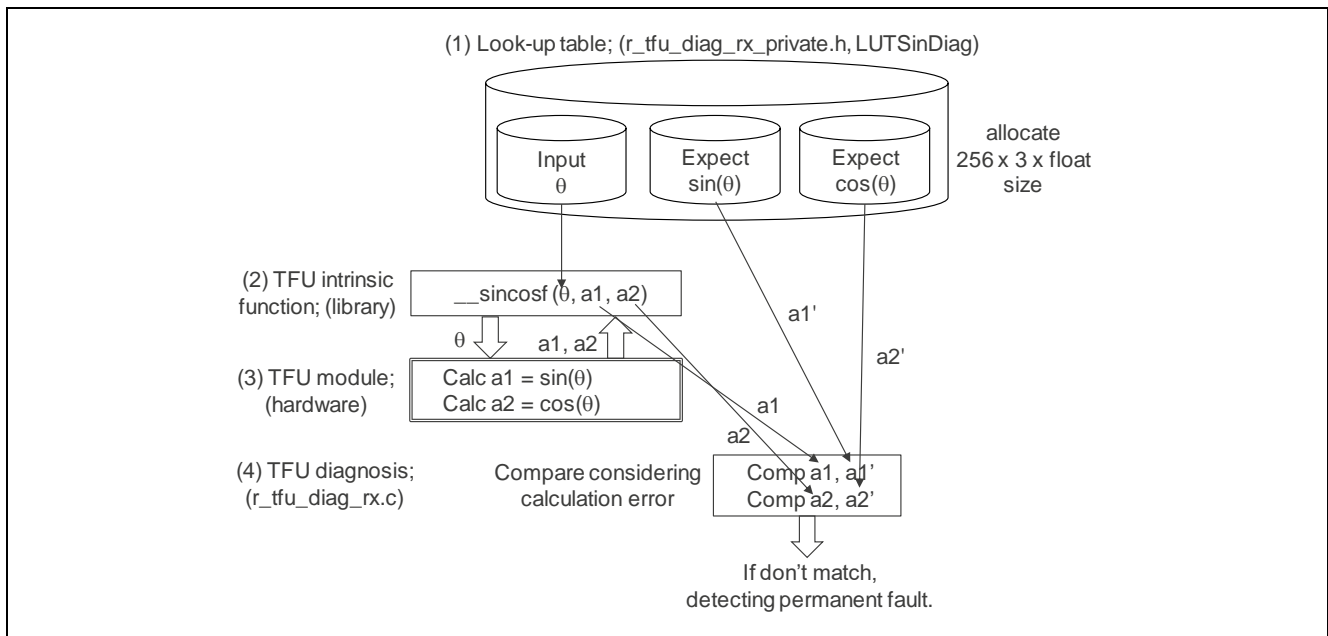 (1) Look-up table; (r_tfu_diag_rx_private.h, LUTSinDiag)
Input
θ
Expect
sin(θ)
Expect
cos(θ)
allocate
256 x 3 x float
size
(2) TFU intrinsic
function; (library)
__sincosf(θ, a1, a2)
θ
a1, a2
a1'
a2'
(3) TFU module;
(hardware)
Calc a1 = sin(θ)
Calc a2 = cos(θ)
a1
a2
(4) TFU diagnosis;
(r_tfu_diag_rx.c)
Compare considering
calculation error
Comp a1, a1’
Comp a2, a2’
If don’t match,
detecting permanent fault.